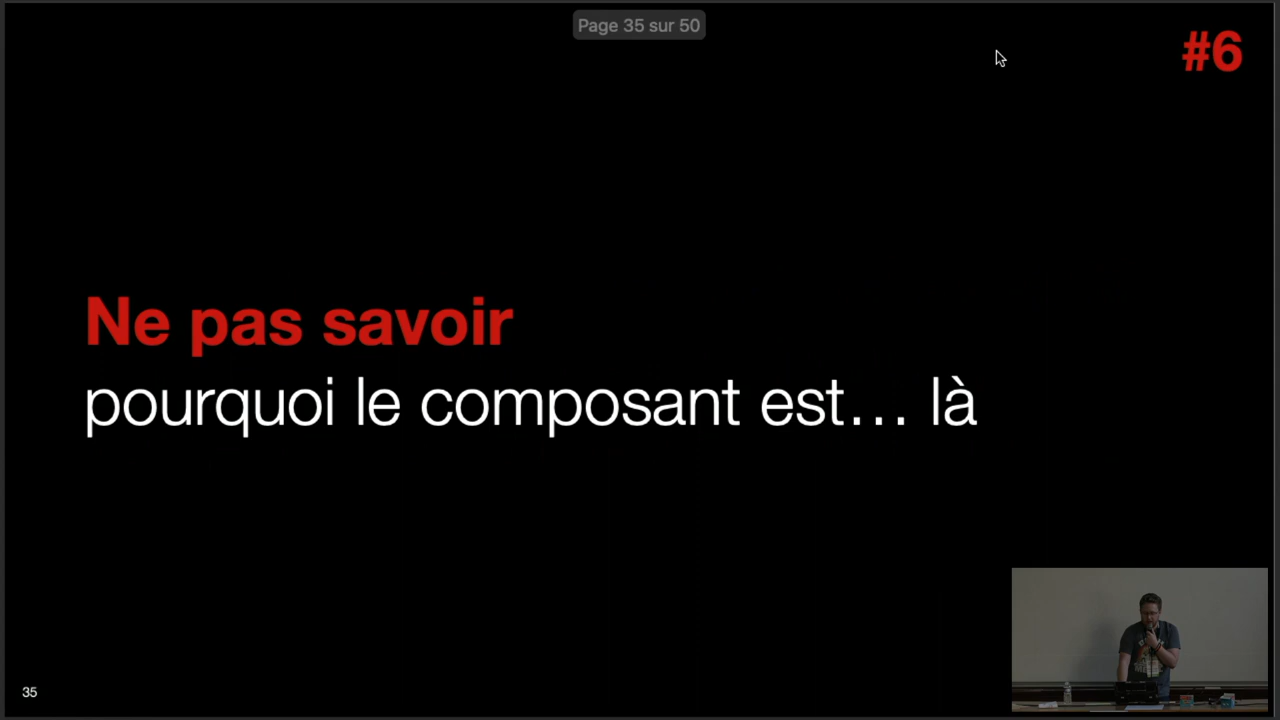 Page 35 sur 50
#6
Ne pas savoir
pourquoi le composant est… là
35